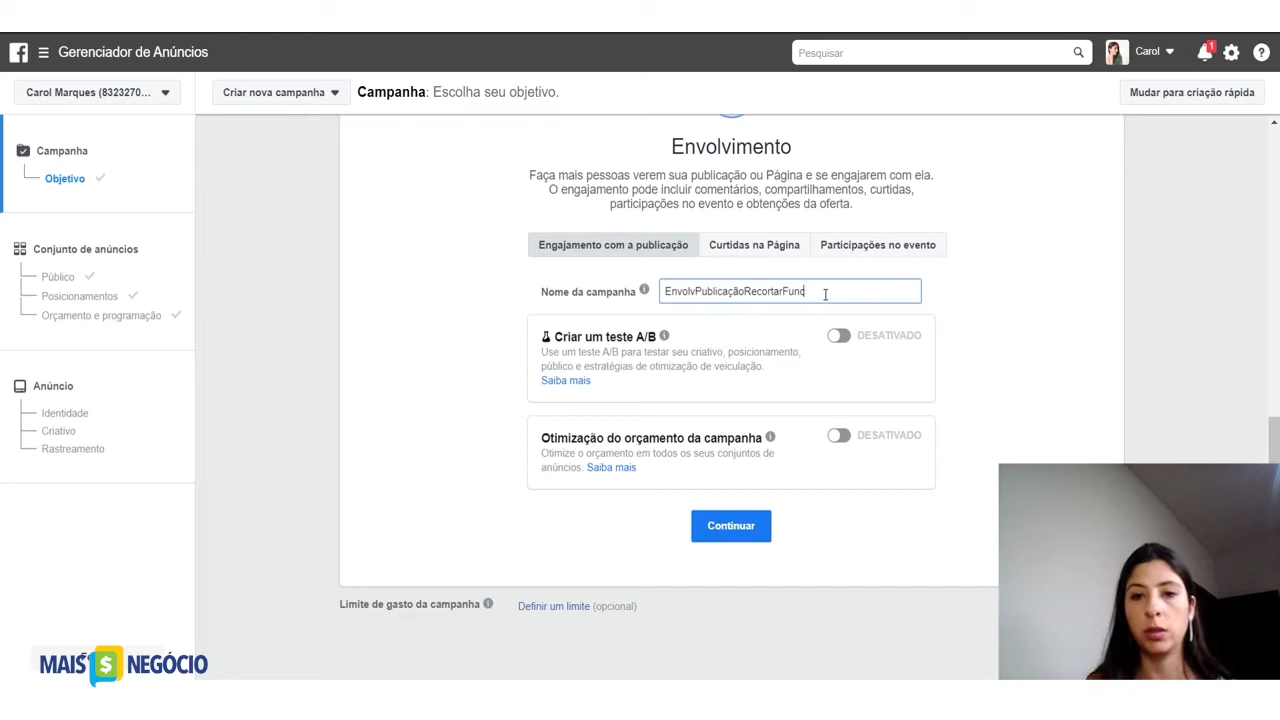 Gerenciador de Anúncios
Pesquisar
Carol
1
Carol Marques (8323270...
Criar nova campanha
Campanha: Escolha seu objetivo.
Mudar para criação rápida
Campanha
Objetivo
Conjunto de anúncios
Público
Posicionamentos
Orçamento e programação
Anúncio
Identidade
Criativo
Rastreamento
Envolvimento
Faça mais pessoas verem sua publicação ou Página e se engajarem com ela.
O engajamento pode incluir comentários, compartilhamentos, curtidas,
participações no evento e obtenções da oferta.
Engajamento com a publicação
Curtidas na Página
Participações no evento
Nome da campanha
EnvolvPublicaçãoRecortarFund
Criar um teste A/B
DESATIVADO
Use um teste A/B para testar seu criativo, posicionamento,
público e estratégias de otimização de veiculação.
Saiba mais
Otimização do orçamento da campanha
DESATIVADO
Otimize o orçamento em todos os seus conjuntos de
anúncios. Saiba mais
Continuar
Limite de gasto da campanha
Definir um limite (opcional)
MAIS $ NEGÓCIO